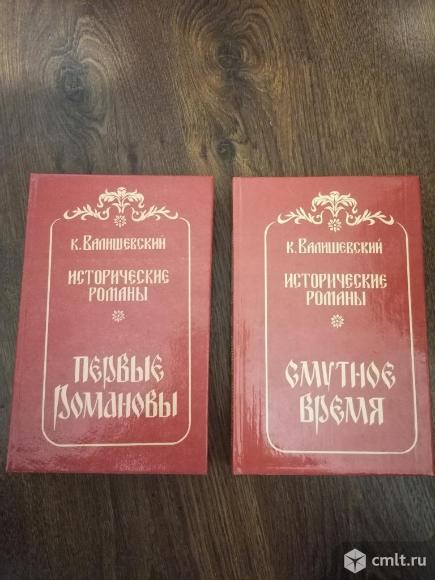 К. Валишевский
Исторические
романы
Первые
Романовы
К. Валишевский
Исторические
романы
Смутное
время
cmlt.ru